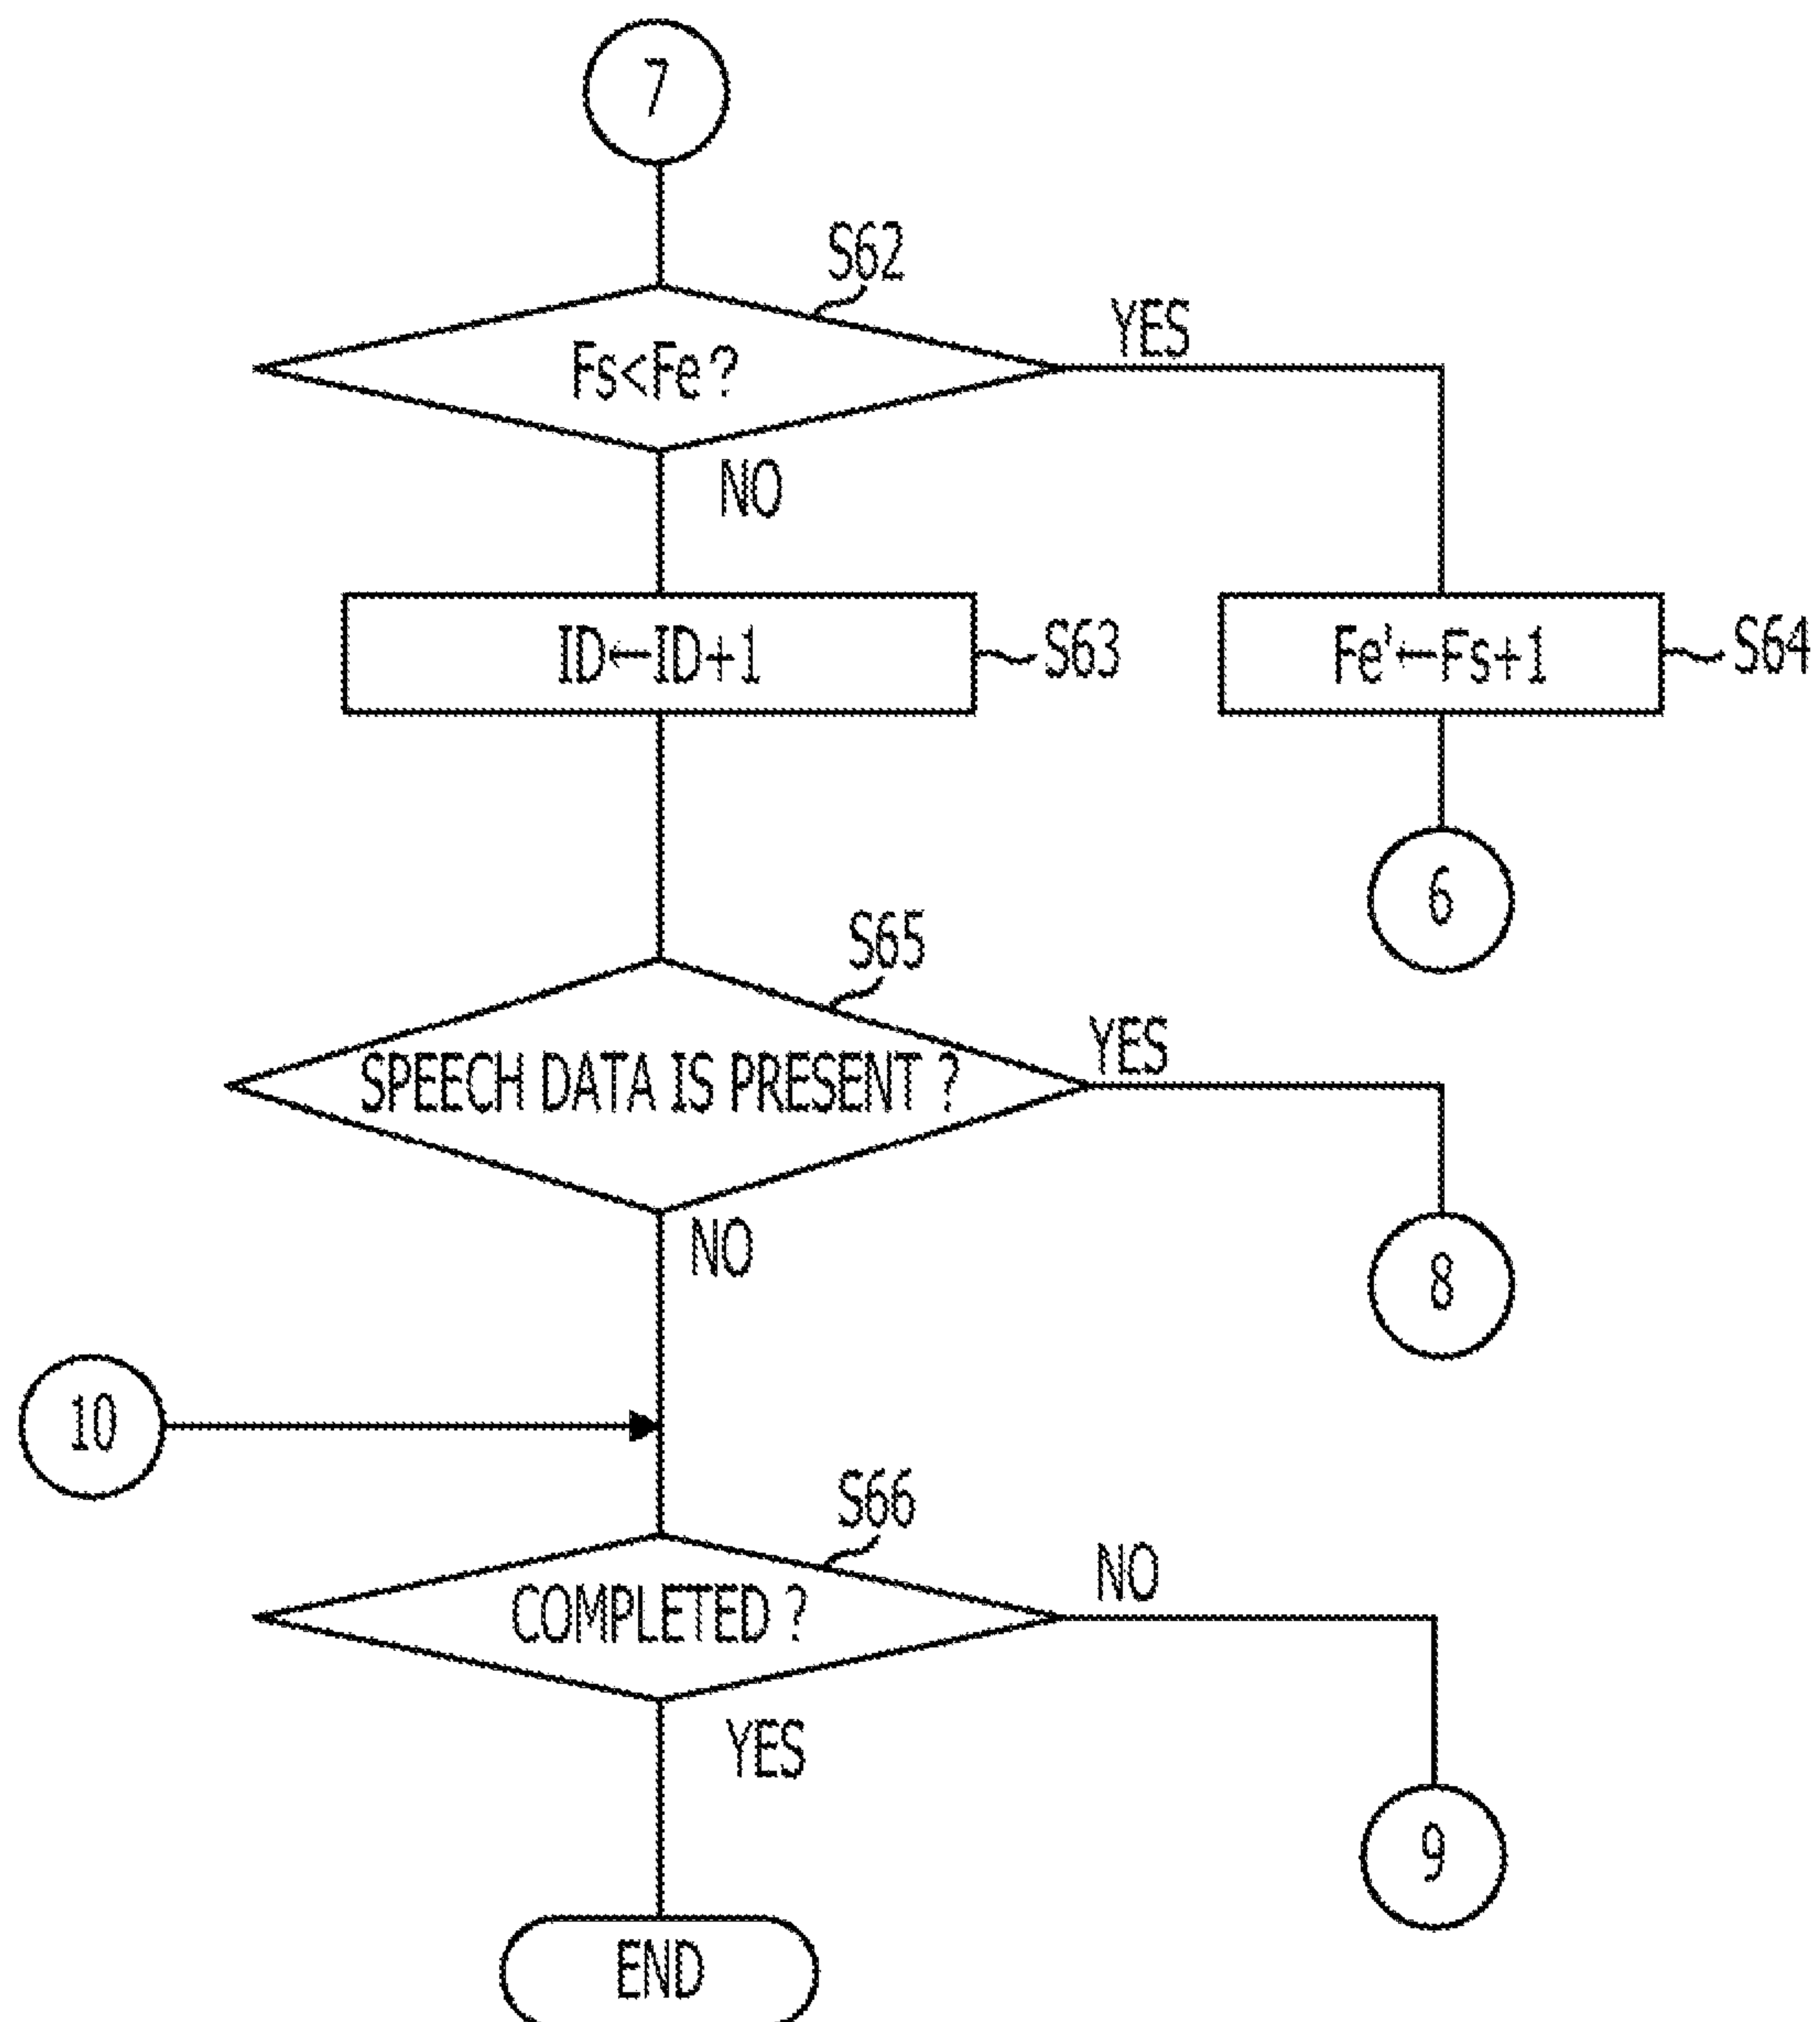 7
S62
Fs<Fe?
YES
NO
ID←ID+1
S63
Fe'←Fs+1
S64
6
S65
SPEECH DATA IS PRESENT ?
YES
NO
8
10
S66
COMPLETED ?
NO
YES
9
END